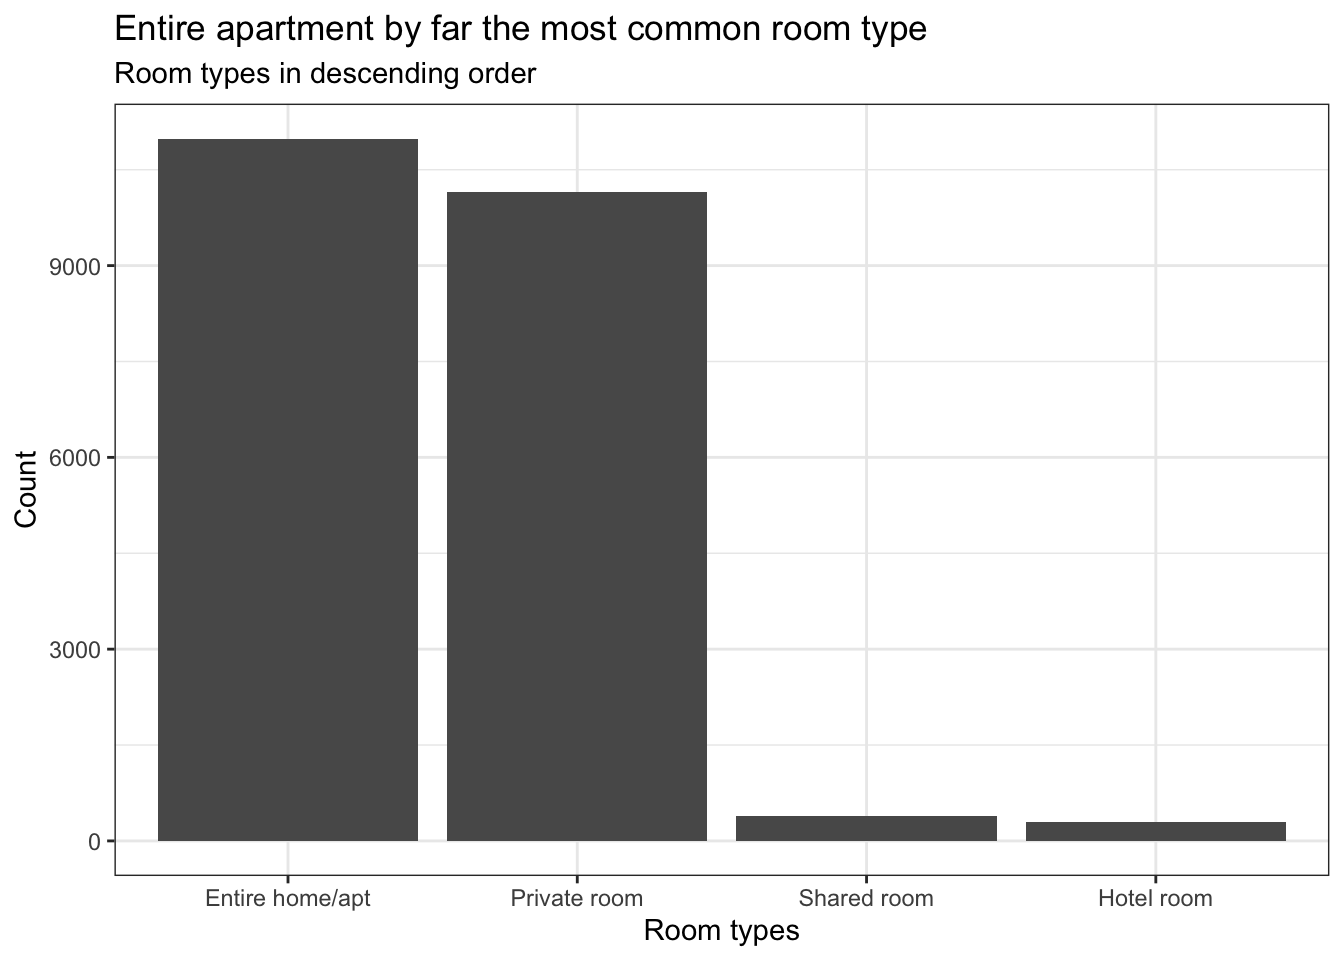 Entire apartment by far the most common room type
Room types in descending order
Count
9000
6000
3000
0
Entire home/apt Private room Shared room Hotel room
Room types